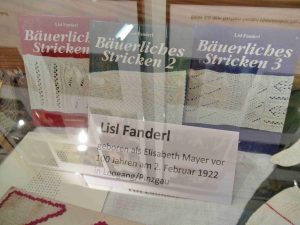 Lisl Fanderl
Bäuerliches
Stricken
Lisl Fanderl
Bäuerliches
Stricken 2
Lisl Fanderl
Bäuerliches
Stricken 3
Lisl Fanderl
geboren als Elisabeth Mayer vor
100 Jahren am 2. Februar 1922
in